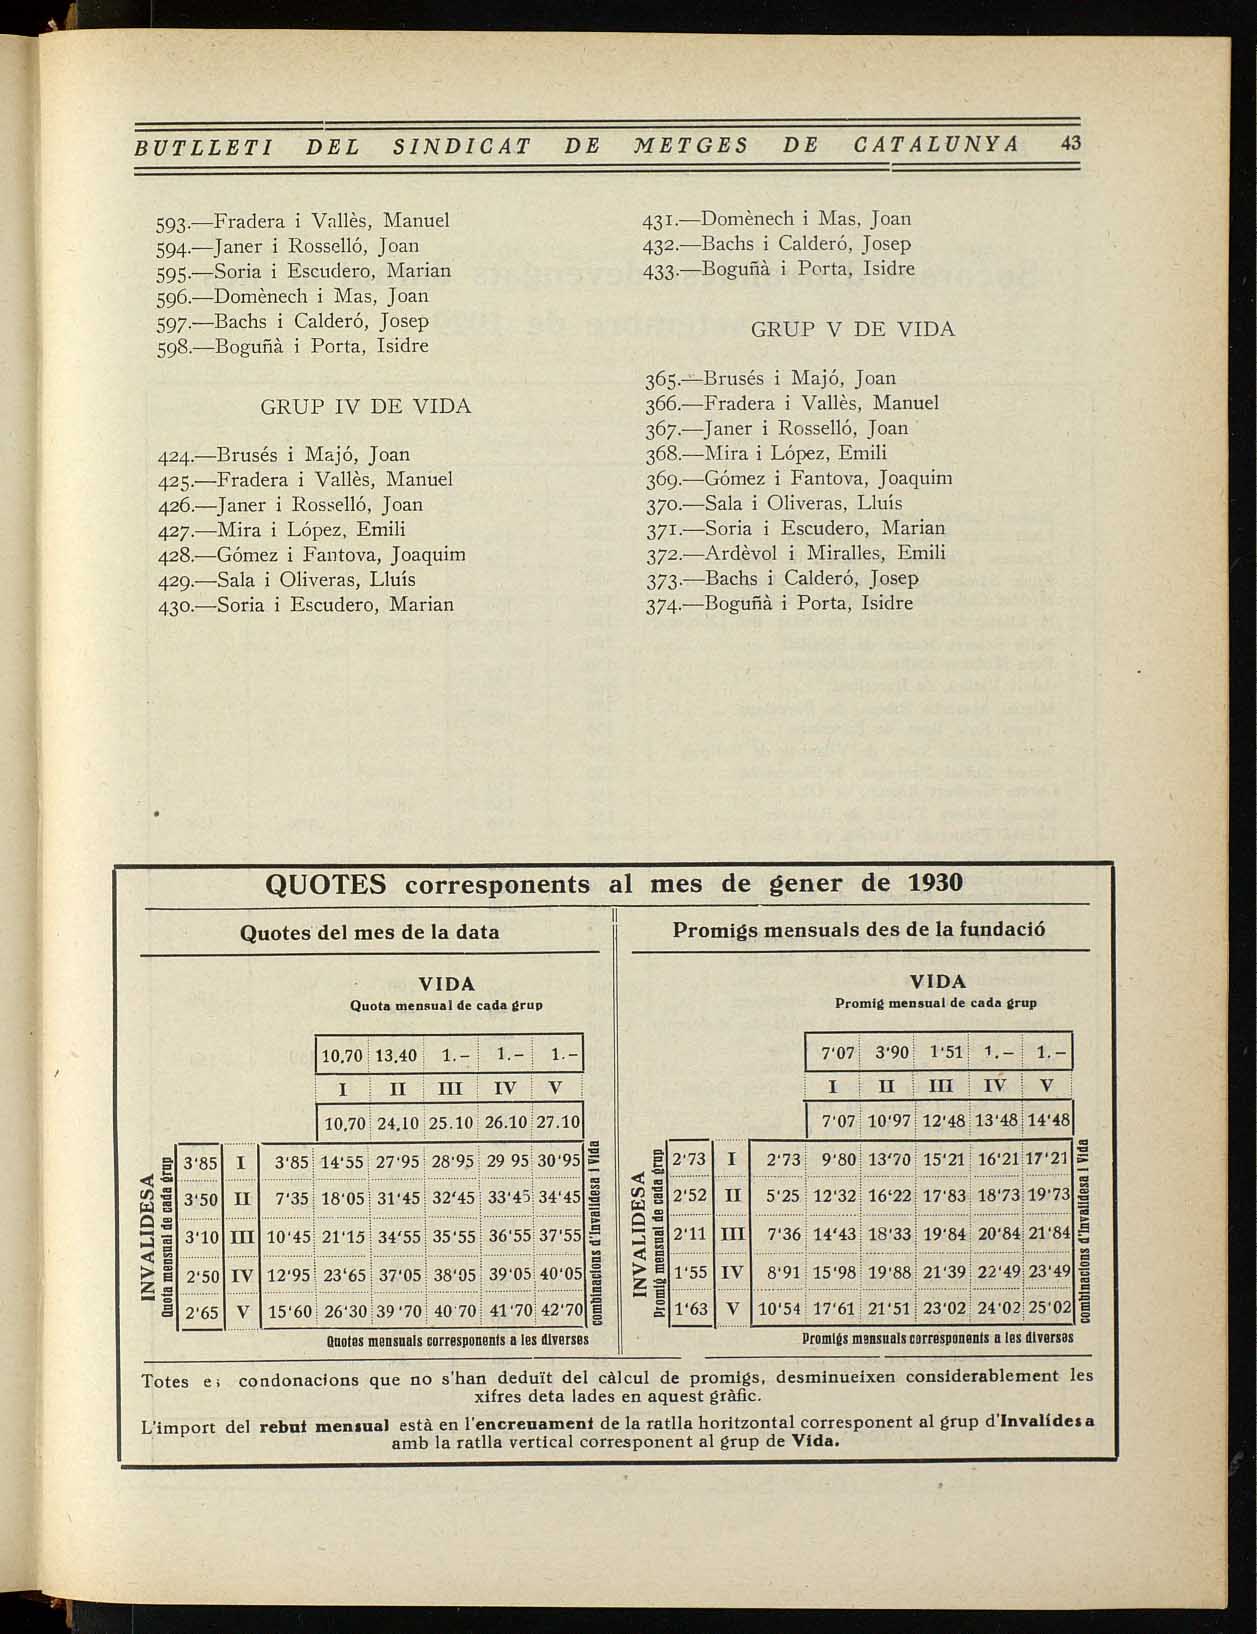 BUTLLETI DEL SINDICAT DE METGES DE CATALUNYA 43
593.—Fradera i Vallès, Manuel
594.—Janer i Rosselló, Joan
595.—Soria i Escudero, Marian
596.—Domènech i Mas, Joan
597.—Bachs i Calderó, Josep
598.—Boguñà i Porta, Isidre
GRUP IV DE VIDA
424.—Brusés i Majó, Joan
425.—Fradera i Vallès, Manuel
426.—Janer i Rosselló, Joan
427.—Mira i López, Emili
428.—Gómez i Fantova, Joaquim
429.—Sala i Oliveras, Lluís
430.—Soria i Escudero, Marian
431.—Domènech i Mas, Joan
432.—Bachs i Calderó, Josep
433.—Boguñà i Porta, Isidre
GRUP V DE VIDA
365.—Brusés i Majó, Joan
366.—Fradera i Vallès, Manuel
367.—Janer i Rosselló, Joan
368.—Mira i López, Emili
369.—Gómez i Fantova, Joaquim
370.—Sala i Oliveras, Lluís
371.—Soria i Escudero, Marian
372.—Ardèvol i Miralles, Emili
373.—Bachs i Calderó, Josep
374.—Boguñà i Porta, Isidre
QUOTES corresponents al mes de gener de 1930
Quotes del mes de la data
VIDA
Quota mensual de cada grup
10,70 13.40 1.- 1.- 1.-
I II III IV V
10,70 24,10 25.10 26.10 27.10
INVALIDESA
Quota mensual de cada grup
3'85 I 3'85 14'55 27'95 28'95 29 95 30'95
3'50 II 7'35 18'05 31'45 32'45 33'45 34'45
3'10 III 10'45 21'15 34'55 35'55 36'55 37'55
2'50 IV 12'95 23'65 37'05 38'05 39'05 40'05
2'65 V 15'60 26'30 39'70 40 70 41'70 42'70
Quotes mensuals corresponents a les diverses
combinacions d'Invalidesa i Vida
Promigs mensuals des de la fundació
VIDA
Promig mensual de cada grup
7'07 3'90 1'51 1.- 1.-
I II III IV V
7'07 10'97 12'48 13'48 14'48
INVALIDESA
Promig mensual de cada grup
2'73 I 2'73 9'80 13'70 15'21 16'21 17'21
2'52 II 5'25 12'32 16'22 17'83 18'73 19'73
2'11 III 7'36 14'43 18'33 19'84 20'84 21'84
1'55 IV 8'91 15'98 19'88 21'39 22'49 23'49
1'63 V 10'54 17'61 21'51 23'02 24'02 25'02
Promigs mensuals corresponents a les diverses
combinacions d'Invalidesa i Vida
Totes es condonacions que no s'han deduït del càlcul de promigs, desminueixen considerablement les
xifres deta lades en aquest gràfic.
L'import del rebut mensual està en l'encreuament de la ratlla horitzontal corresponent al grup d'Invalidesa
amb la ratlla vertical corresponent al grup de Vida.